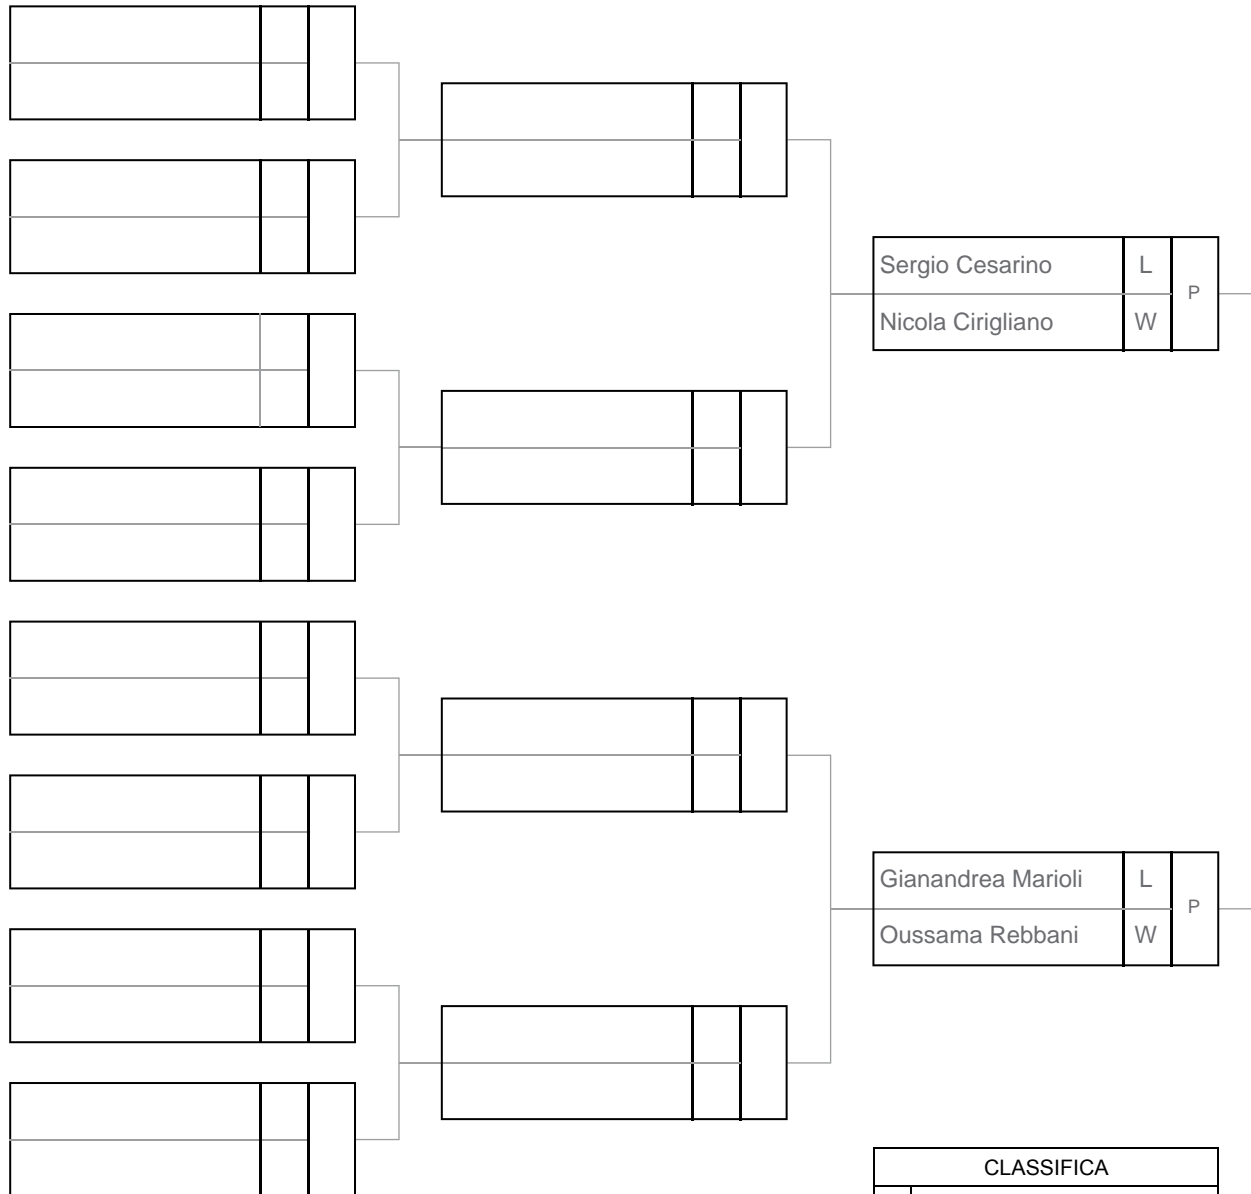 Sergio Cesarino L
P
Nicola Cirigliano W
Gianandrea Marioli L
P
Oussama Rebbani W
CLASSIFICA